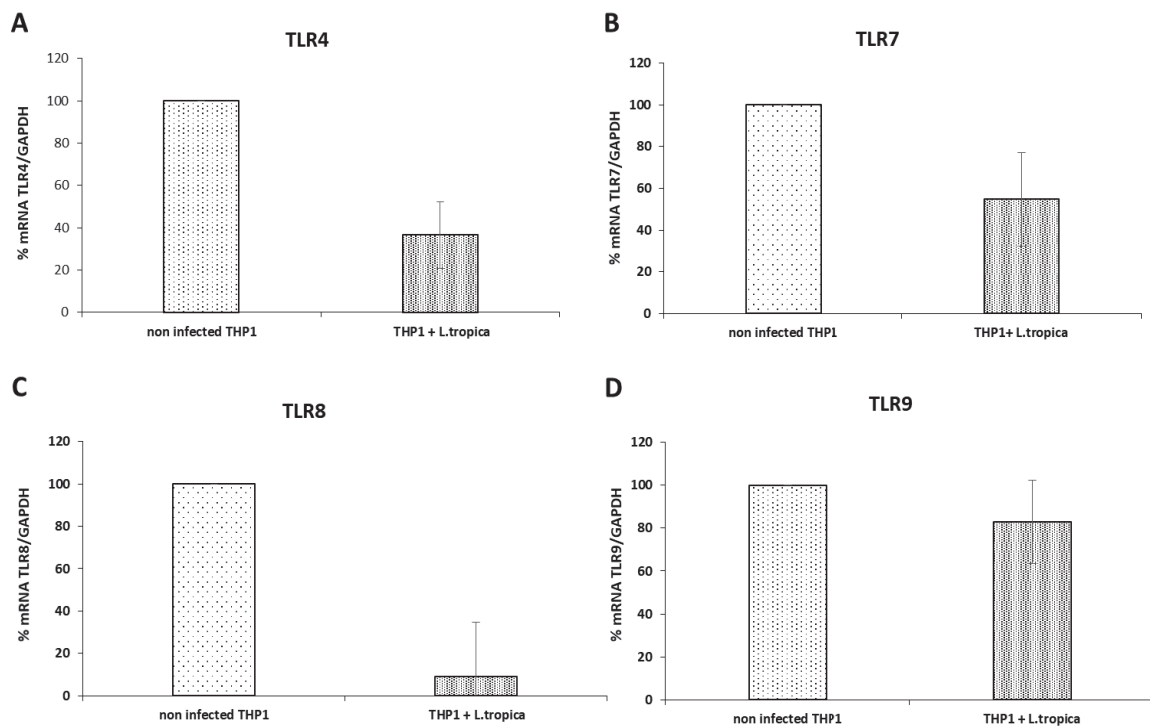 A
TLR4
% mRNA TLR4/GAPDH
120
100
80
60
40
20
0
non infected THP1
THP1 + L.tropica
B
TLR7
% mRNA TLR7/GAPDH
120
100
80
60
40
20
0
non infected THP1
THP1+ L.tropica
C
TLR8
% mRNA TLR8/GAPDH
120
100
80
60
40
20
0
non infected THP1
THP1 + L.tropica
D
TLR9
% mRNA TLR9/GAPDH
120
100
80
60
40
20
0
non infected THP1
THP1 + L.tropica